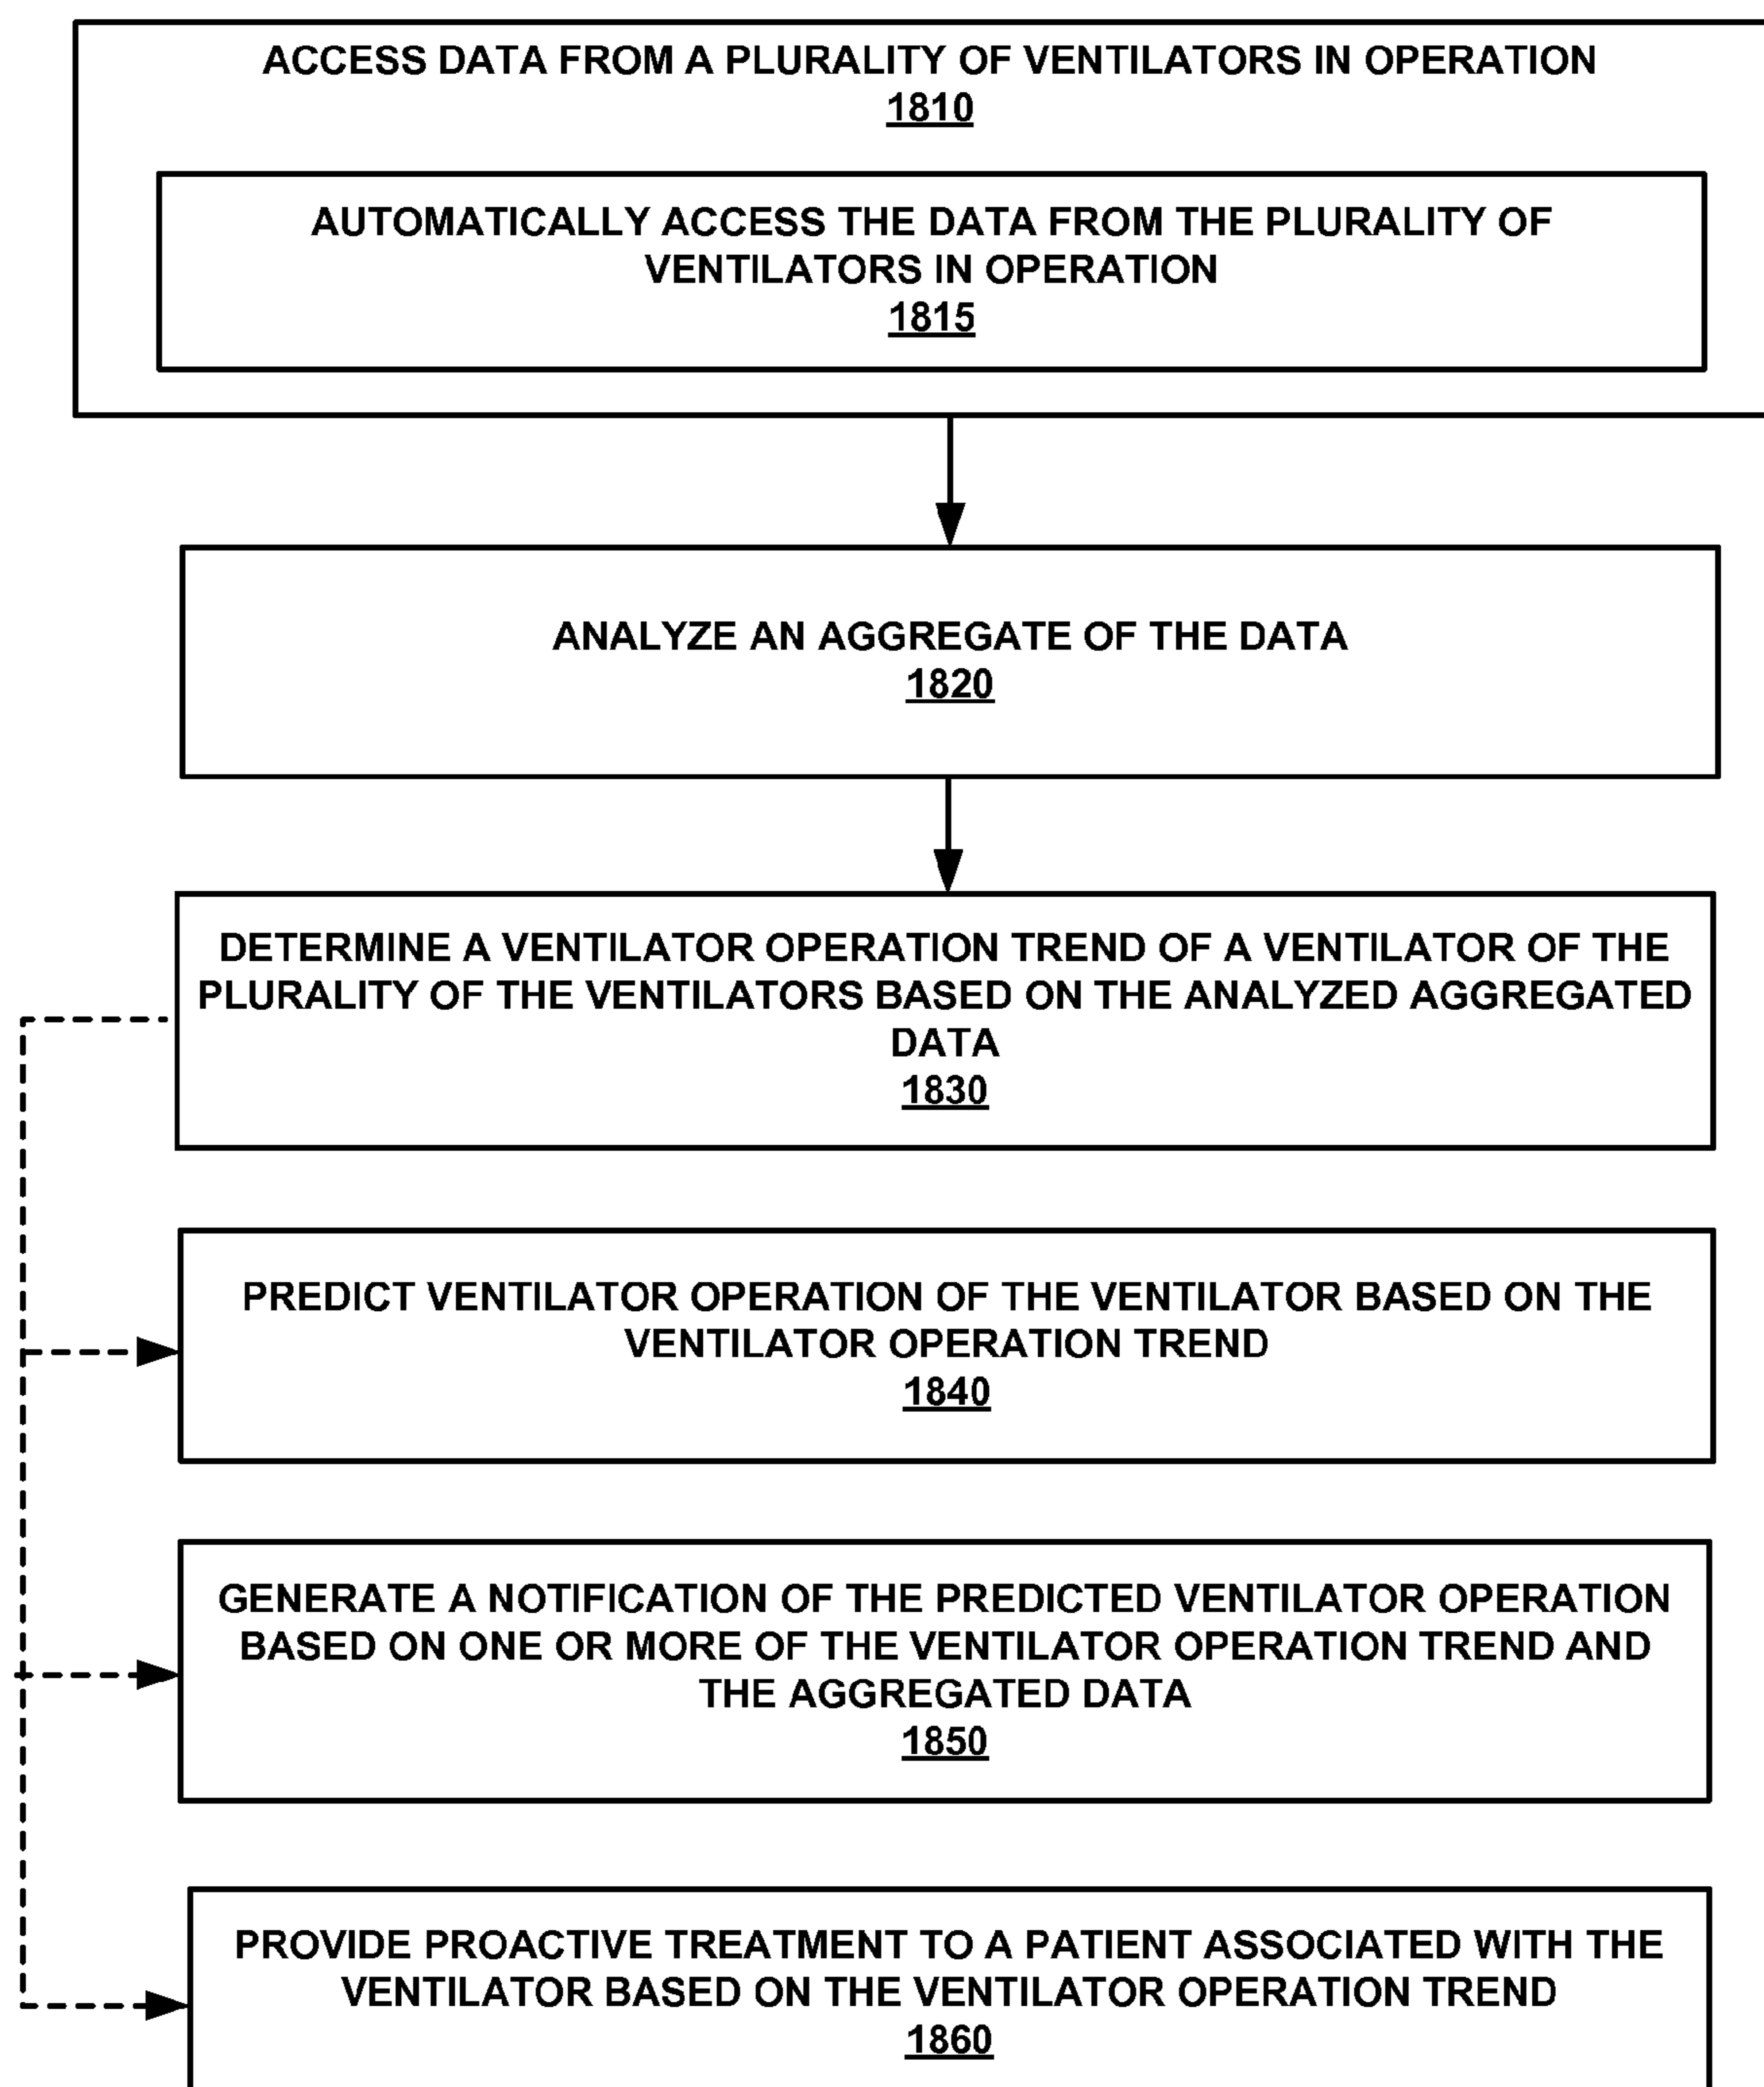 ACCESS DATA FROM A PLURALITY OF VENTILATORS IN OPERATION
1810
AUTOMATICALLY ACCESS THE DATA FROM THE PLURALITY OF
VENTILATORS IN OPERATION
1815
ANALYZE AN AGGREGATE OF THE DATA
1820
DETERMINE A VENTILATOR OPERATION TREND OF A VENTILATOR OF THE
PLURALITY OF THE VENTILATORS BASED ON THE ANALYZED AGGREGATED
DATA
1830
PREDICT VENTILATOR OPERATION OF THE VENTILATOR BASED ON THE
VENTILATOR OPERATION TREND
1840
GENERATE A NOTIFICATION OF THE PREDICTED VENTILATOR OPERATION
BASED ON ONE OR MORE OF THE VENTILATOR OPERATION TREND AND
THE AGGREGATED DATA
1850
PROVIDE PROACTIVE TREATMENT TO A PATIENT ASSOCIATED WITH THE
VENTILATOR BASED ON THE VENTILATOR OPERATION TREND
1860